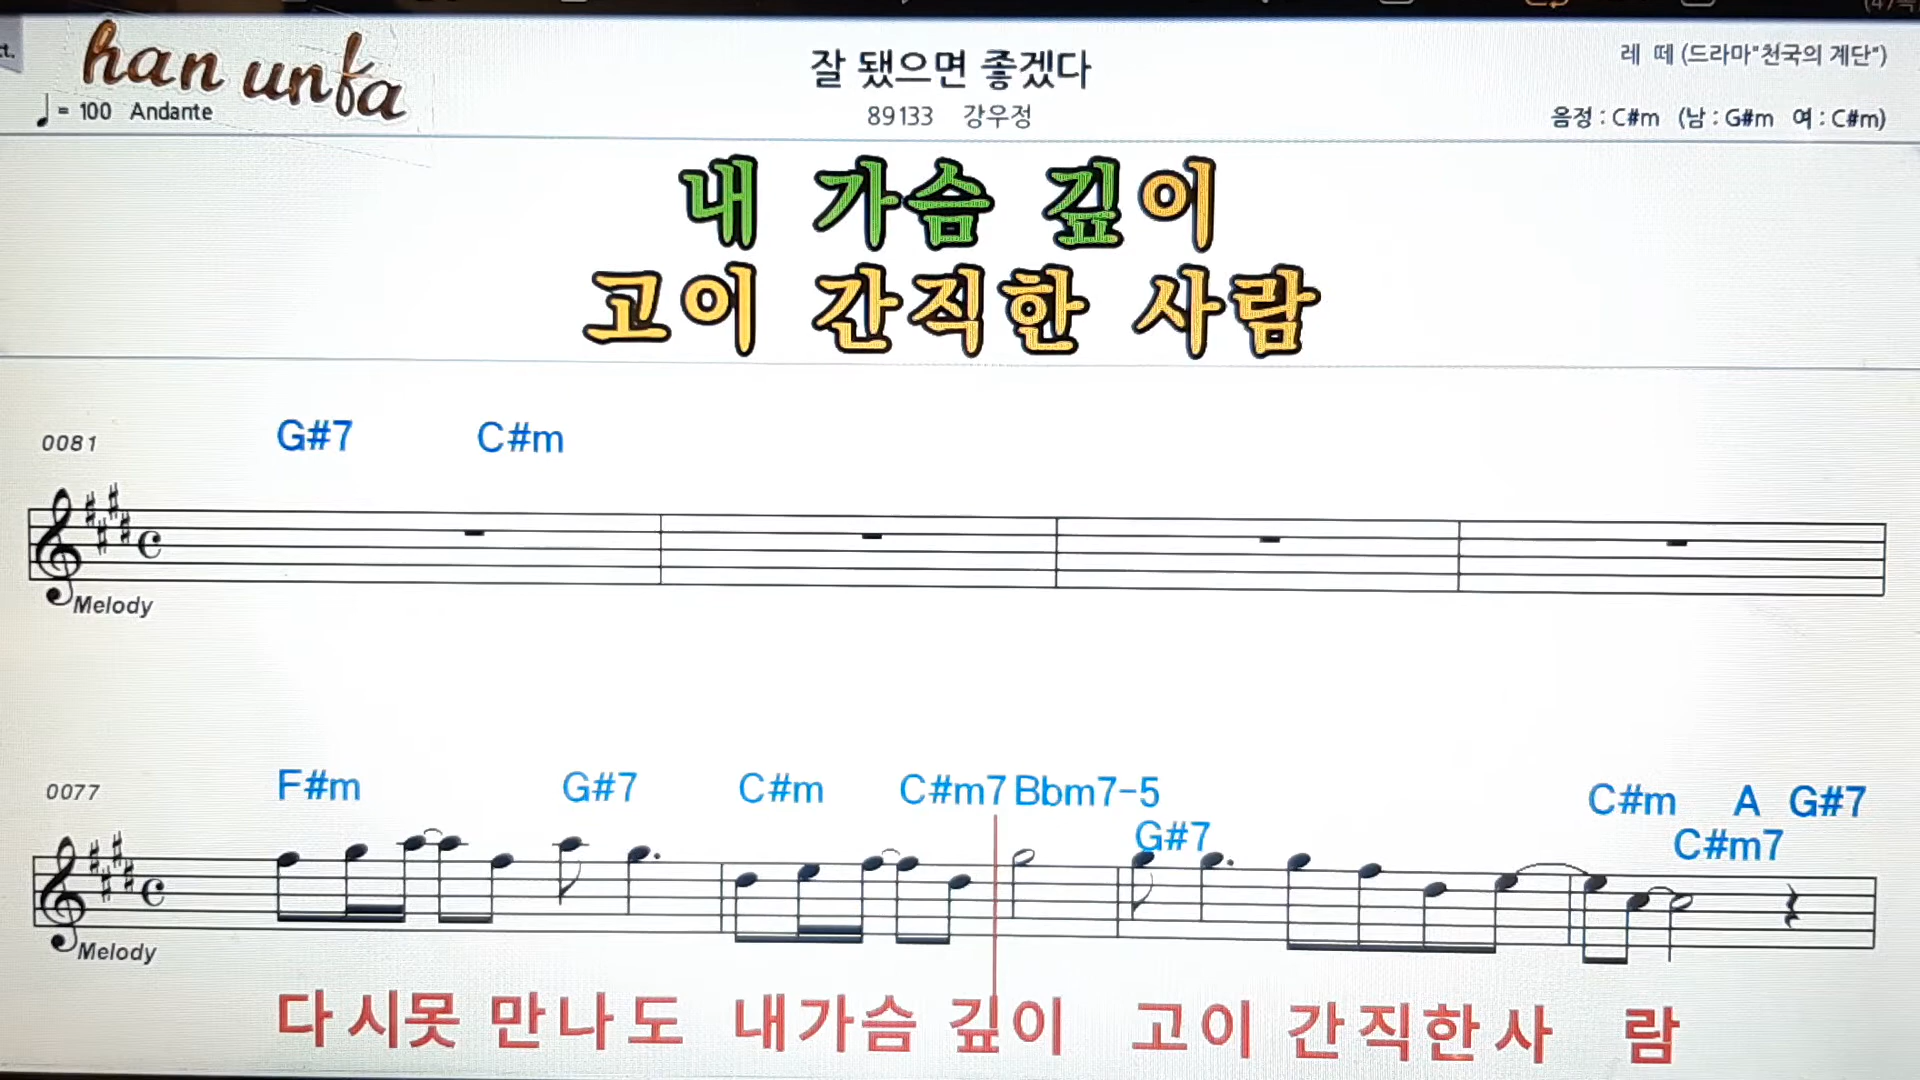 han unfa
♩= 100 Andante
잘 됐으면 좋겠다
89133 강우정
레 떼 (드라마"천국의 계단")
음정 : C#m (남 : G#m 여 : C#m)
내 가슴 깊이
고이 간직한 사람
0081 G#7 C#m
Melody
0077 F#m G#7 C#m C#m7 Bbm7-5 C#m A G#7
G#7 C#m7
Melody
다시못 만나도 내가슴 깊이 고이 간직한사 람